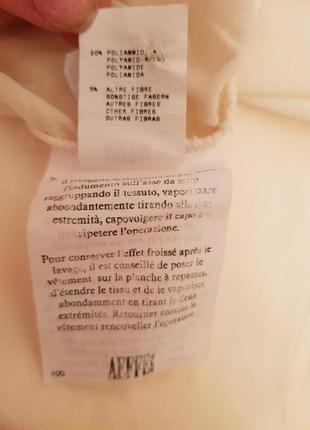 POLIAMMIDE
POLYAMID
POLYAMIDE
POLIAMIDA
5% ALTRE FIBRE
SONSTIGE FASERN
AUTRES FIBRES
OTHER FIBRES
OUTRAS FIBRAS
l'indumento sull'asse da stiro
raggruppando il tessuto, vaporizzare
abbondantemente tirando alle due
estremità, capovolgere il capo e
ripetere l'operazione.
Pour conserver l'effet froissé après le
lavage, il est conseillé de poser le
vêtement sur la planche à repasser,
d'étendre le tissu et de le vaporiser
abondamment en tirant les deux
extrémités. Retourner ensuite le
vêtement renouveller l'operation.
100 AEFFE